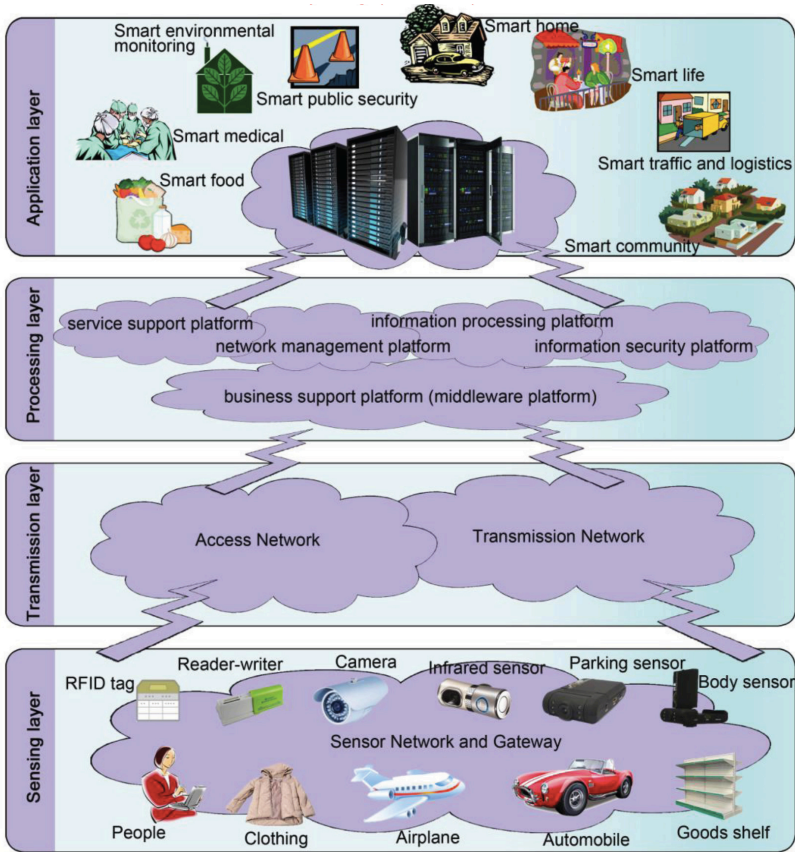 Application layer
Smart environmental
monitoring
Smart home
Smart life
Smart public security
Smart medical
Smart traffic and logistics
Smart food
Smart community
Processing layer
service support platform
information processing platform
network management platform
information security platform
business support platform (middleware platform)
Transmission layer
Access Network
Transmission Network
Sensing layer
RFID tag
Reader-writer
Camera
Infrared sensor
Parking sensor
Body sensor
Sensor Network and Gateway
People
Clothing
Airplane
Automobile
Goods shelf